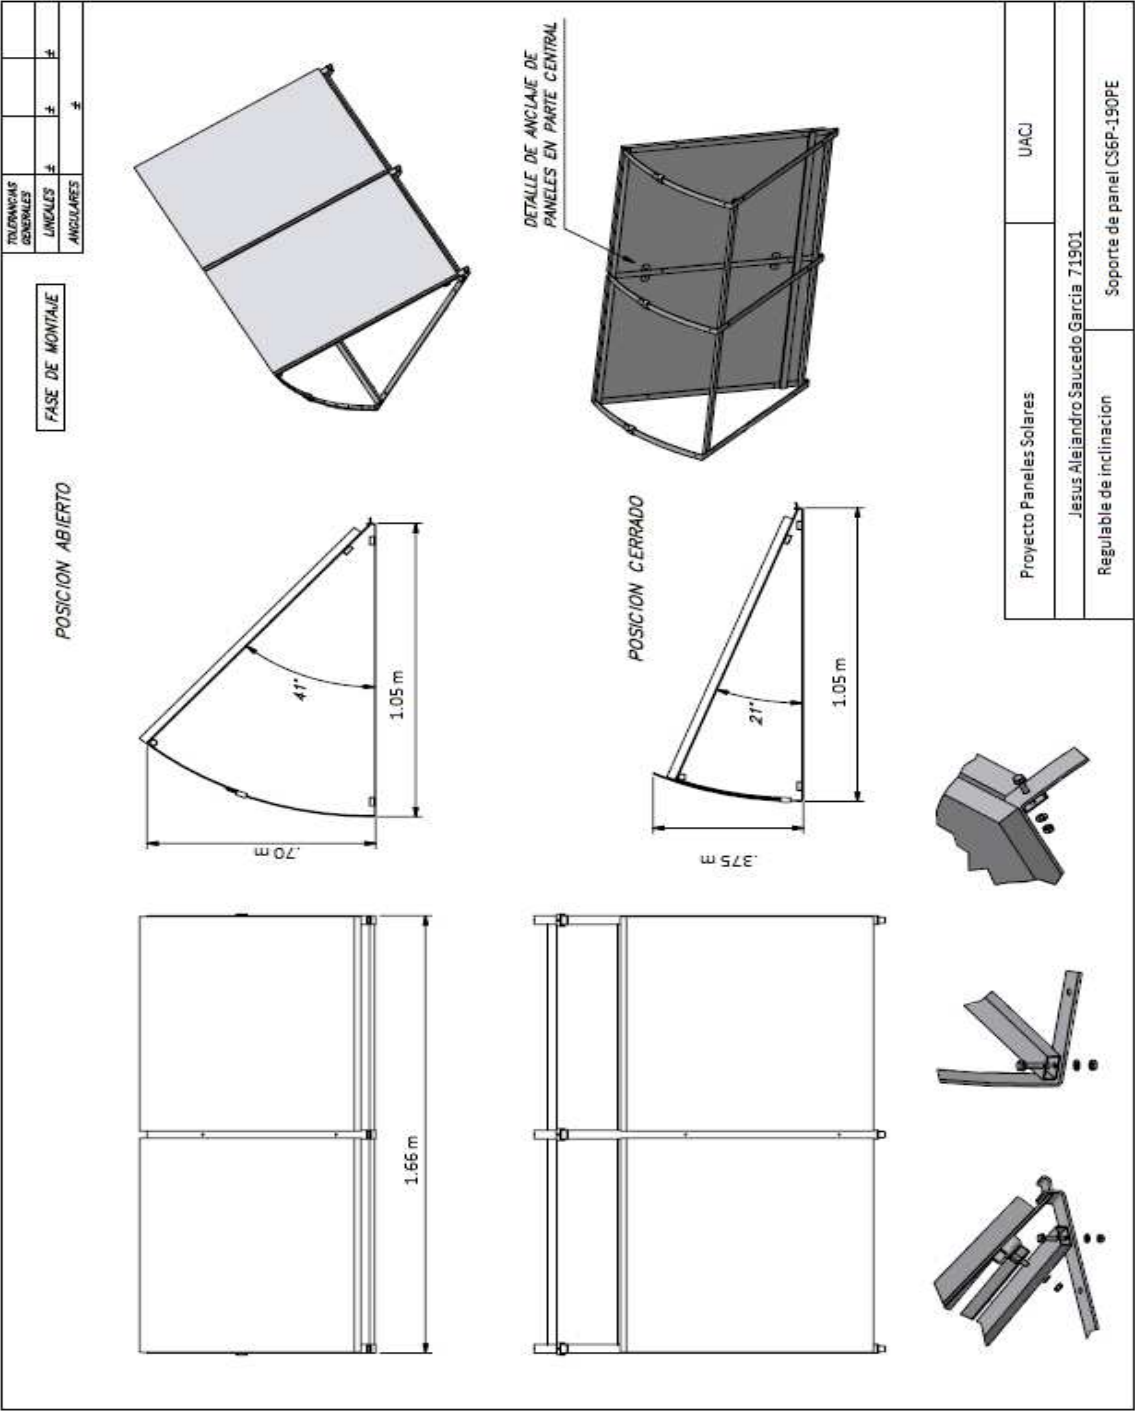 TOLERANCIAS
GENERALES
LINEALES ± ± ±
ANGULARES ±
FASE DE MONTAJE
POSICION ABIERTO
41°
1.05 m
.70 m
1.66 m
DETALLE DE ANCLAJE DE
PANELES EN PARTE CENTRAL
POSICION CERRADO
21°
1.05 m
.375 m
Proyecto Paneles Solares
UACJ
Jesus Alejandro Saucedo Garcia 71901
Regulable de inclinacion
Soporte de panel CS6P-190PE